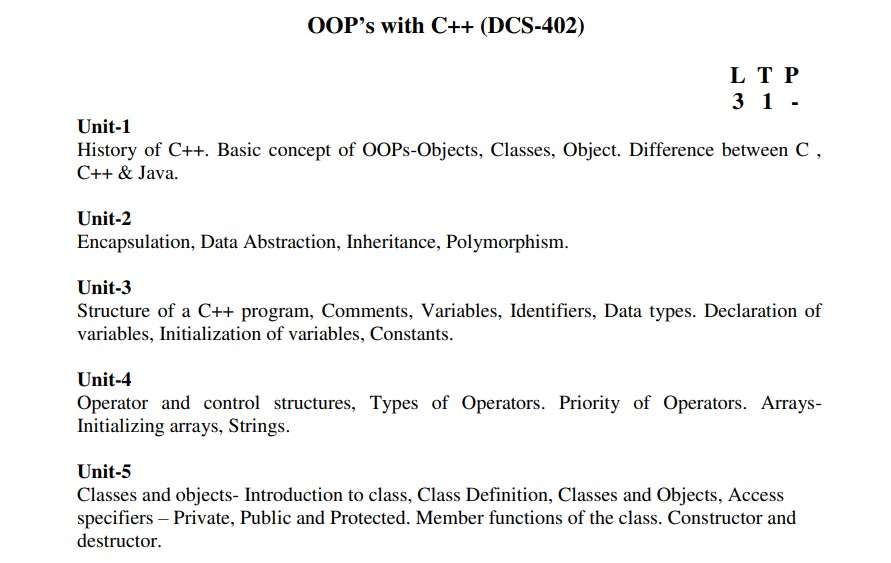 OOP's with C++ (DCS-402)
L T P
3 1 -
Unit-1
History of C++. Basic concept of OOPs-Objects, Classes, Object. Difference between C ,
C++ & Java.
Unit-2
Encapsulation, Data Abstraction, Inheritance, Polymorphism.
Unit-3
Structure of a C++ program, Comments, Variables, Identifiers, Data types. Declaration of
variables, Initialization of variables, Constants.
Unit-4
Operator and control structures, Types of Operators. Priority of Operators. Arrays-
Initializing arrays, Strings.
Unit-5
Classes and objects- Introduction to class, Class Definition, Classes and Objects, Access
specifiers – Private, Public and Protected. Member functions of the class. Constructor and
destructor.